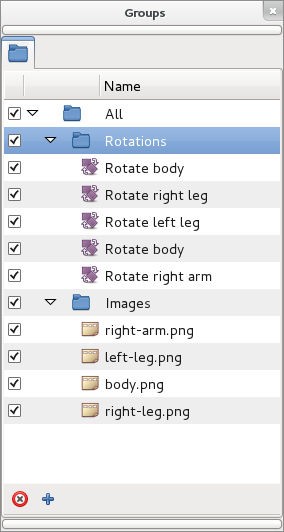 Groups
Name
All
Rotations
Rotate body
Rotate right leg
Rotate left leg
Rotate body
Rotate right arm
Images
right-arm.png
left-leg.png
body.png
right-leg.png